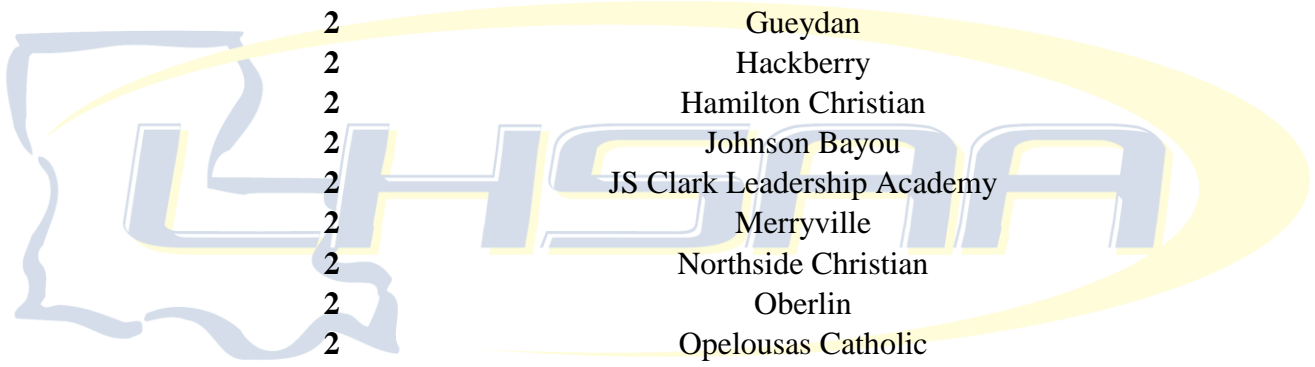 2 Gueydan
2 Hackberry
2 Hamilton Christian
2 Johnson Bayou
2 JS Clark Leadership Academy
2 Merryville
2 Northside Christian
2 Oberlin
2 Opelousas Catholic
LHSAA